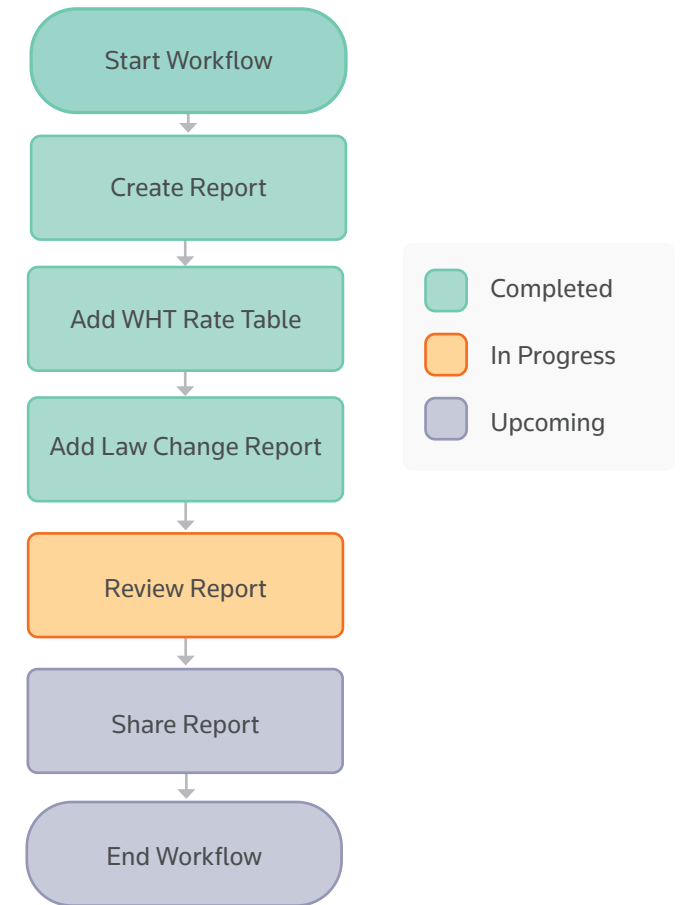 Start Workflow
Create Report
Add WHT Rate Table
Add Law Change Report
Review Report
Share Report
End Workflow
Completed
In Progress
Upcoming